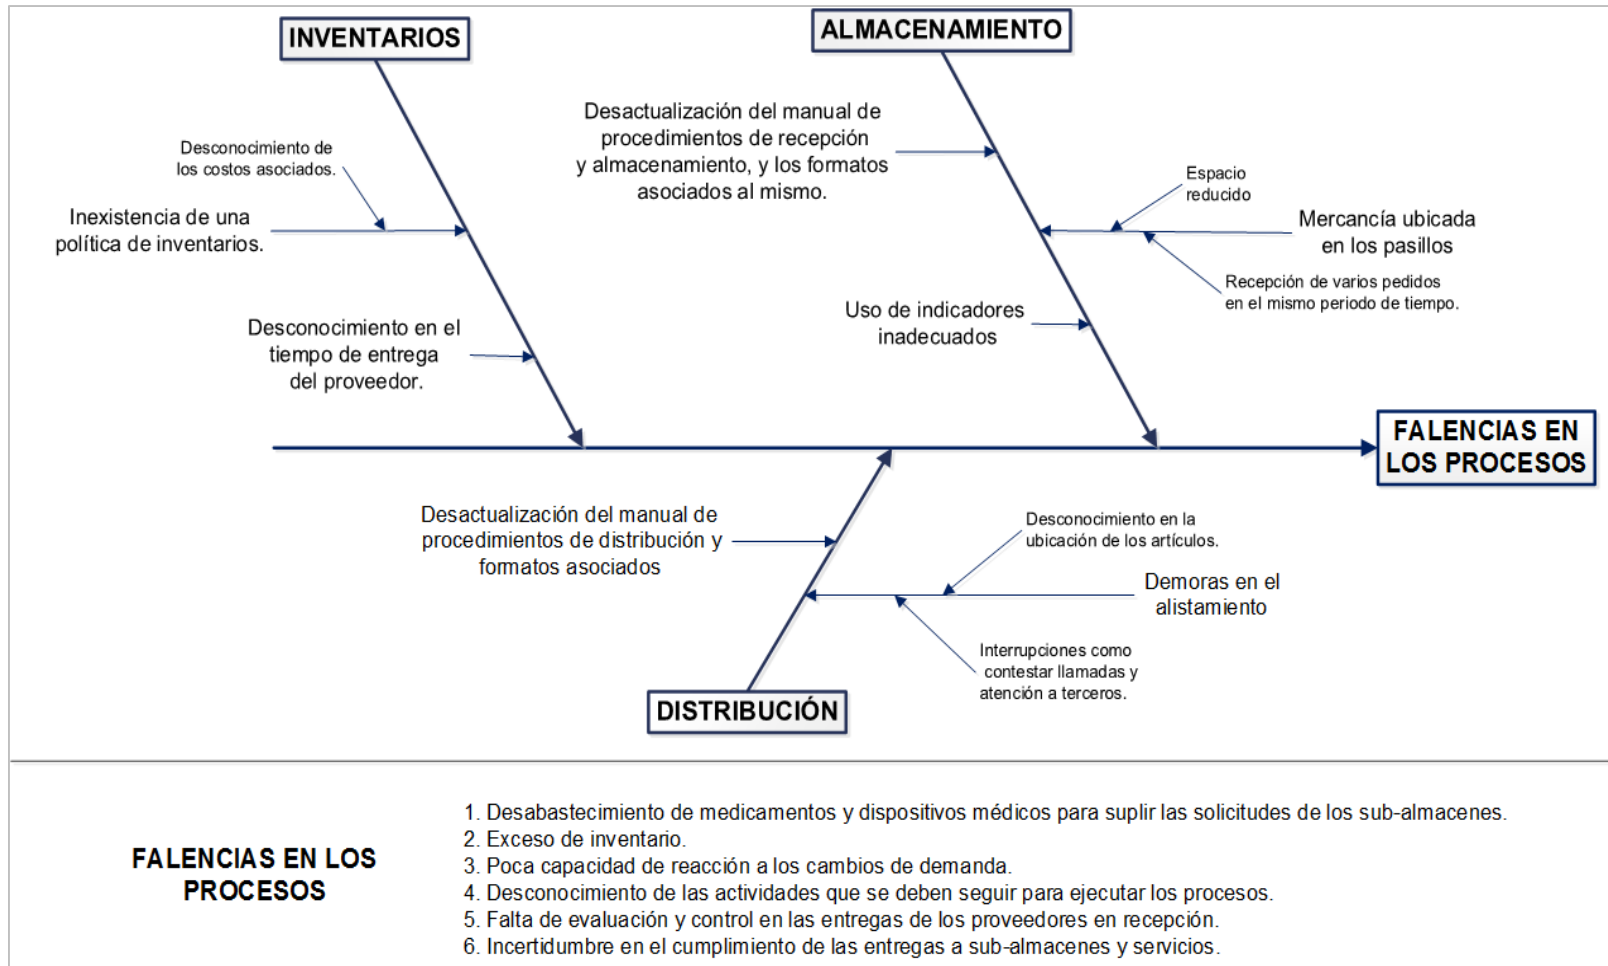 INVENTARIOS
ALMACENAMIENTO
Desconocimiento de
los costos asociados.
Inexistencia de una
política de inventarios.
Desconocimiento en el
tiempo de entrega
del proveedor.
Desactualización del manual de
procedimientos de recepción
y almacenamiento, y los formatos
asociados al mismo.
Espacio
reducido
Mercancía ubicada
en los pasillos
Recepción de varios pedidos
en el mismo periodo de tiempo.
Uso de indicadores
inadecuados
FALENCIAS EN
LOS PROCESOS
Desactualización del manual de
procedimientos de distribución y
formatos asociados
Desconocimiento en la
ubicación de los artículos.
Demoras en el
alistamiento
Interrupciones como
contestar llamadas y
atención a terceros.
DISTRIBUCIÓN
FALENCIAS EN LOS
PROCESOS
1. Desabastecimiento de medicamentos y dispositivos médicos para suplir las solicitudes de los sub-almacenes.
2. Exceso de inventario.
3. Poca capacidad de reacción a los cambios de demanda.
4. Desconocimiento de las actividades que se deben seguir para ejecutar los procesos.
5. Falta de evaluación y control en las entregas de los proveedores en recepción.
6. Incertidumbre en el cumplimiento de las entregas a sub-almacenes y servicios.